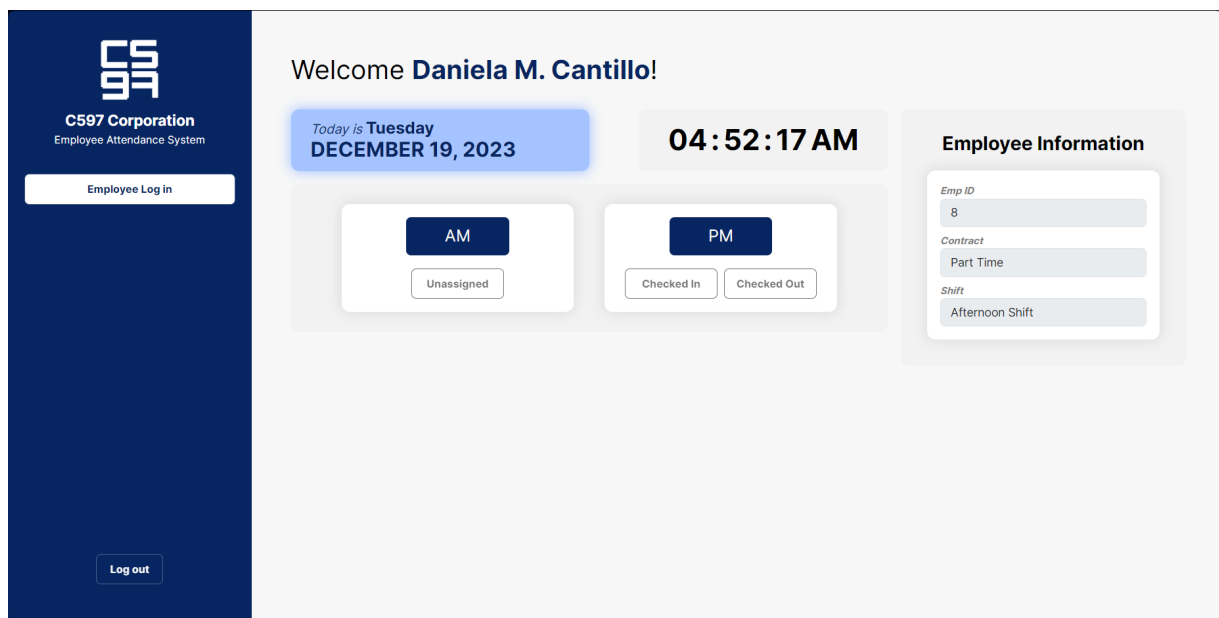 CS
97
C597 Corporation
Employee Attendance System
Employee Log in
Log out
Welcome Daniela M. Cantillo!
Today is Tuesday
DECEMBER 19, 2023
04:52:17 AM
AM
Unassigned
PM
Checked In Checked Out
Employee Information
Emp ID
8
Contract
Part Time
Shift
Afternoon Shift